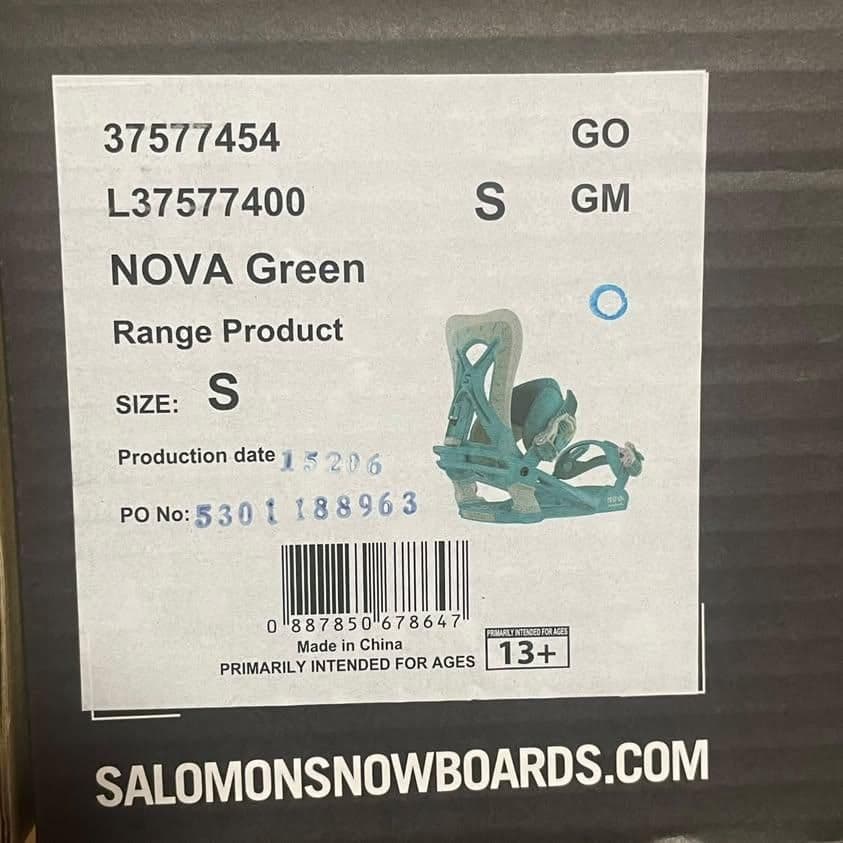 37577454 GO
L37577400 S GM
NOVA Green
Range Product
SIZE: S
Production date 15206
PO No: 5301 188963
0 887850 678647
Made in China
PRIMARILY INTENDED FOR AGES
PRIMARILY INTENDED FOR AGES
13+
SALOMONSNOWBOARDS.COM